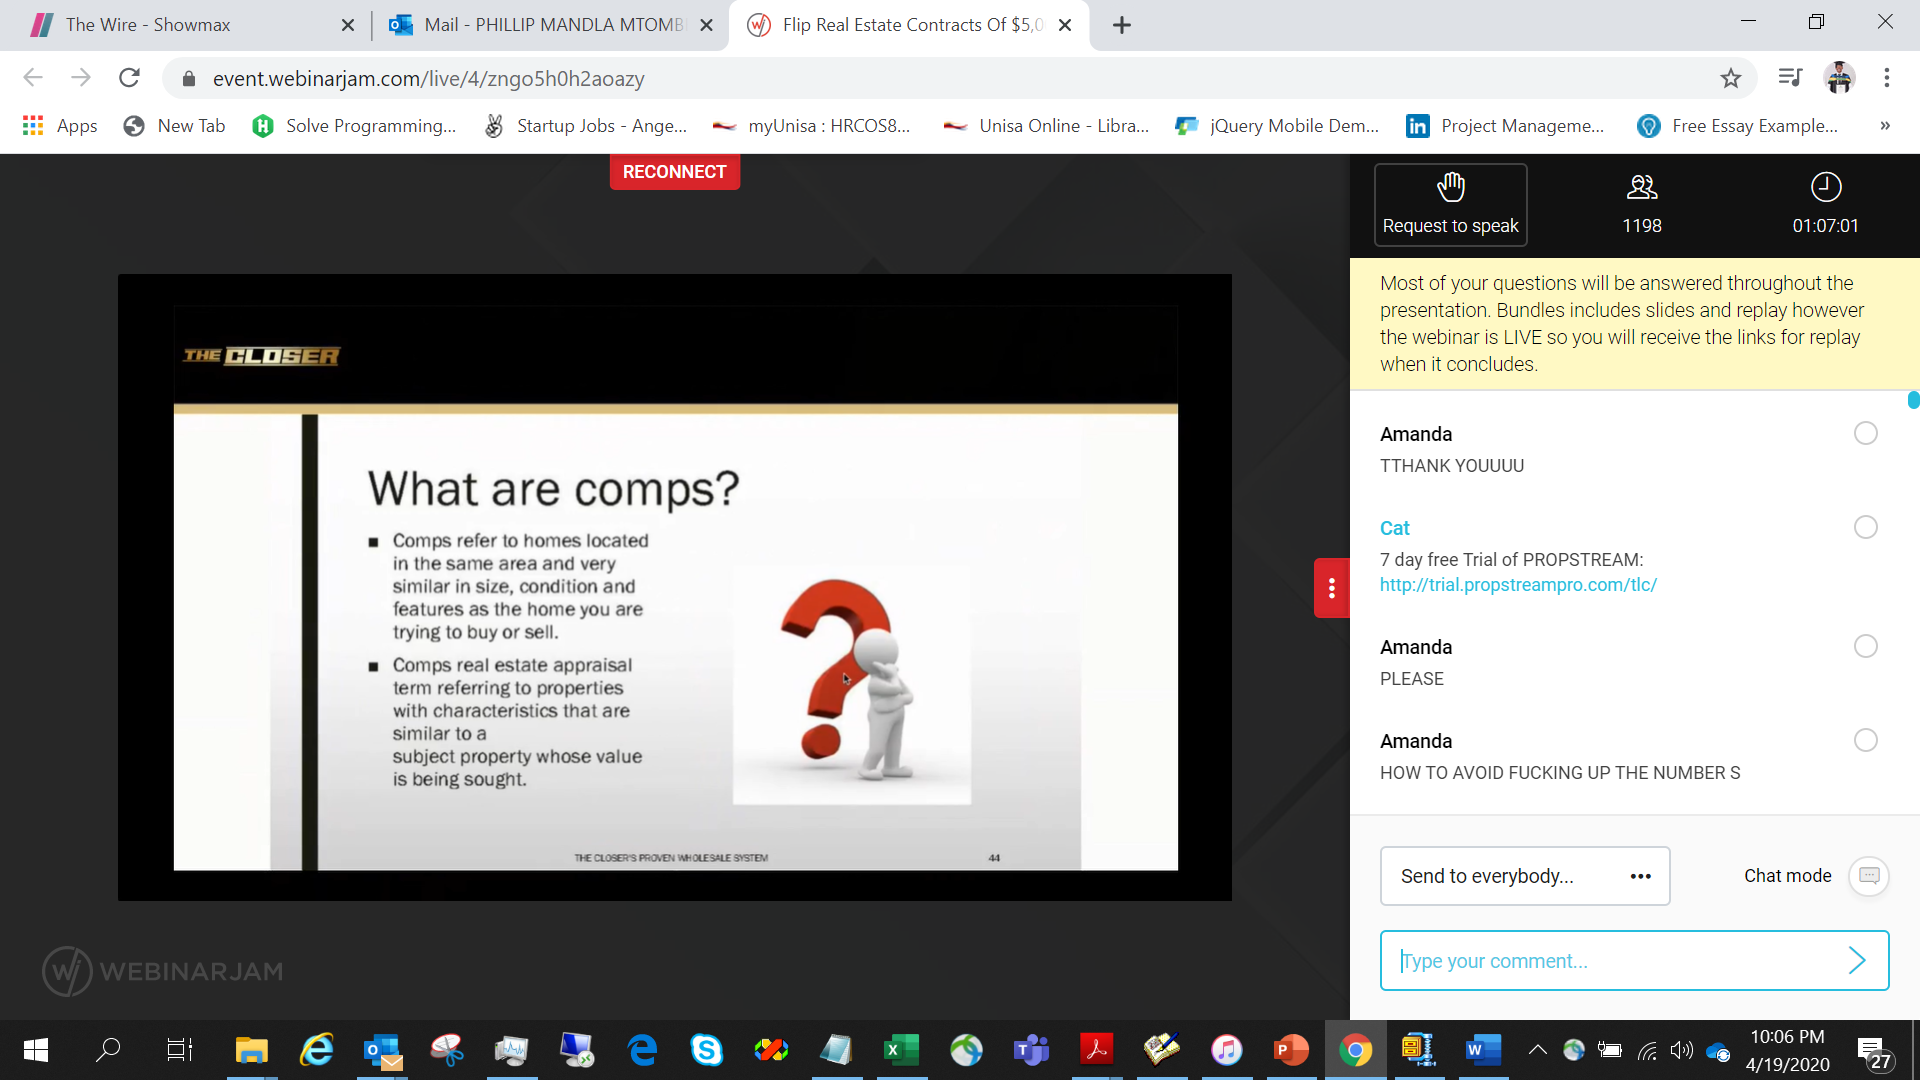 The Wire - Showmax
Mail - PHILLIP MANDLA MTOMB
Flip Real Estate Contracts Of $5,0
event.webinarjam.com/live/4/zngo5h0h2aoazy
Apps
New Tab
Solve Programming...
Startup Jobs - Ange...
myUnisa : HRCOS8...
Unisa Online - Libra...
jQuery Mobile Dem...
Project Manageme...
Free Essay Example...
»
RECONNECT
Request to speak
1198
01:07:01
Most of your questions will be answered throughout the
presentation. Bundles includes slides and replay however
the webinar is LIVE so you will receive the links for replay
when it concludes.
THE CLOSER
What are comps?
■ Comps refer to homes located
in the same area and very
similar in size, condition and
features as the home you are
trying to buy or sell.
■ Comps real estate appraisal
term referring to properties
with characteristics that are
similar to a
subject property whose value
is being sought.
THE CLOSER'S PROVEN WHOLESALE SYSTEM
44
WEBINARJAM
Amanda
TTHANK YOUUUU
Cat
7 day free Trial of PROPSTREAM:
http://trial.propstreampro.com/tlc/
Amanda
PLEASE
Amanda
HOW TO AVOID FUCKING UP THE NUMBER S
Send to everybody...
Chat mode
Type your comment...
10:06 PM
4/19/2020
27